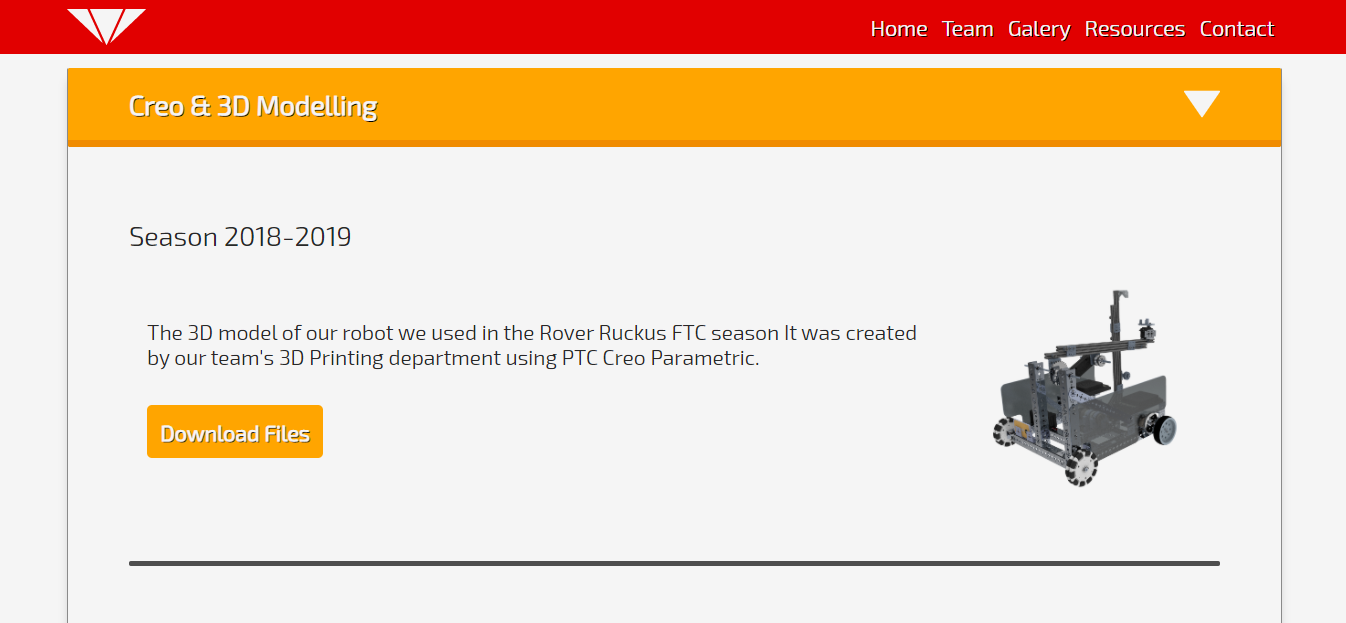 Home Team Galery Resources Contact
Creo & 3D Modelling
Season 2018-2019
The 3D model of our robot we used in the Rover Ruckus FTC season It was created
by our team's 3D Printing department using PTC Creo Parametric.
Download Files